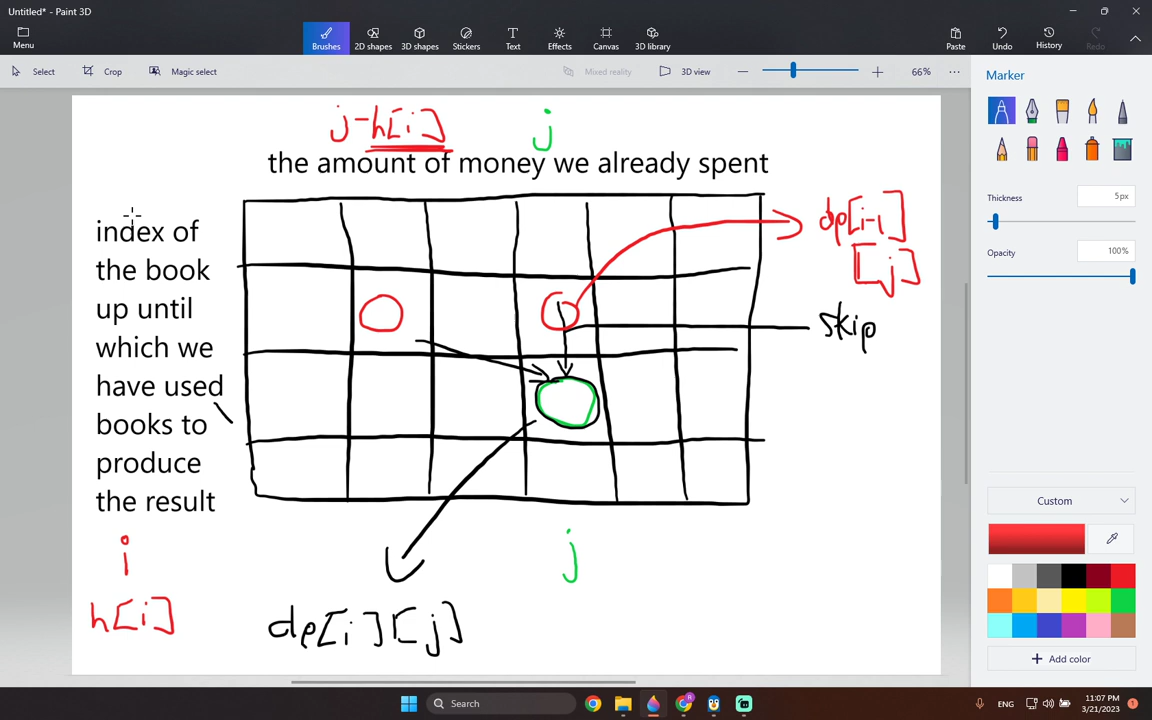 Untitled* - Paint 3D
Menu
Brushes
2D shapes
3D shapes
Stickers
Text
Effects
Canvas
3D library
Paste
Undo
History
Redo
Select
Crop
Magic select
Mixed reality
3D view
66%
Marker
Thickness
5px
Opacity
100%
Custom
Add color
j-h[i]
j
the amount of money we already spent
index of
the book
up until
which we
have used
books to
produce
the result
dp[i-1]
[j]
skip
i
h[i]
j
dp[i][j]
Search
R
ENG
11:07 PM
3/21/2023